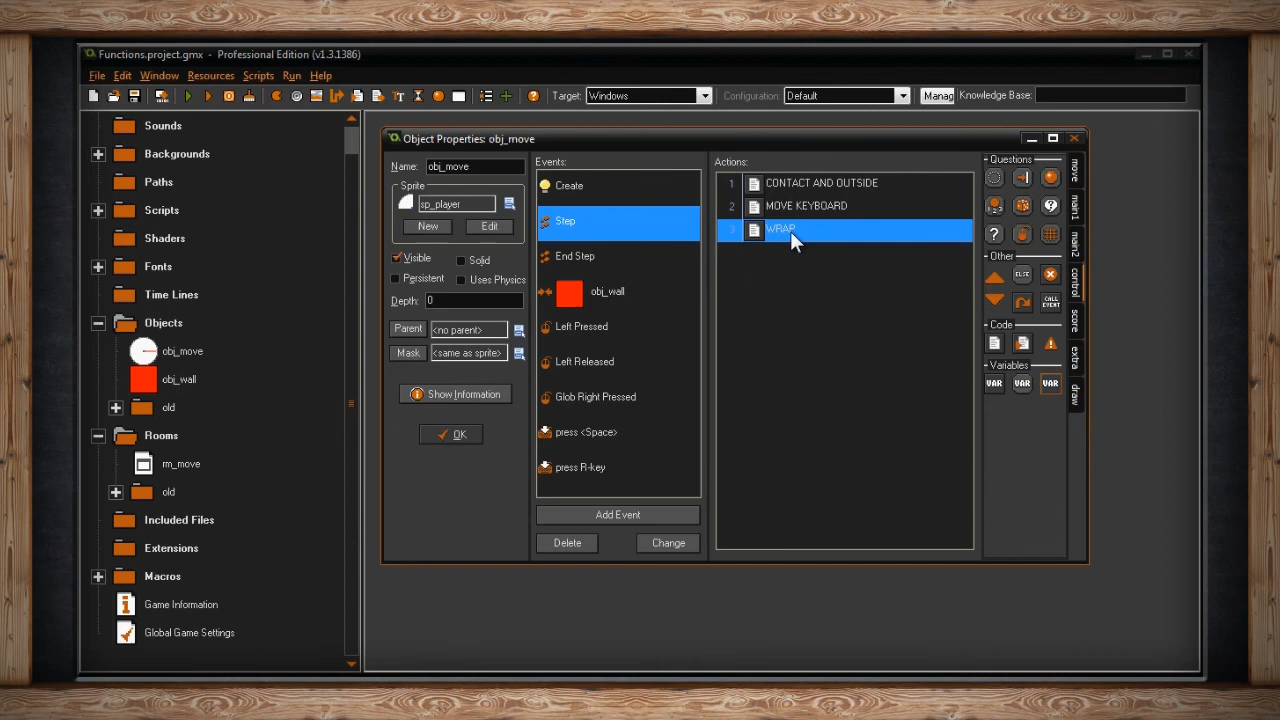 Functions.project.gmx - Professional Edition (v1.3.1386)
File Edit Window Resources Scripts Run Help
Target: Windows Configuration: Default Manag Knowledge Base:
Sounds
Backgrounds
Paths
Scripts
Shaders
Fonts
Time Lines
Objects
obj_move
obj_wall
old
Rooms
rm_move
old
Included Files
Extensions
Macros
Game Information
Global Game Settings
Object Properties: obj_move
Name: obj_move
Sprite
sp_player
New Edit
Visible Solid
Persistent Uses Physics
Depth: 0
Parent <no parent>
Mask <same as sprite>
Show Information
OK
Events:
Create
Step
End Step
obj_wall
Left Pressed
Left Released
Glob Right Pressed
press <Space>
press R-key
Add Event
Delete Change
Actions:
1 CONTACT AND OUTSIDE
2 MOVE KEYBOARD
3 WRAP
Questions
Other
ELSE
CALL EVENT
Code
Variables
VAR VAR VAR
move
main1
main2
control
score
extra
draw